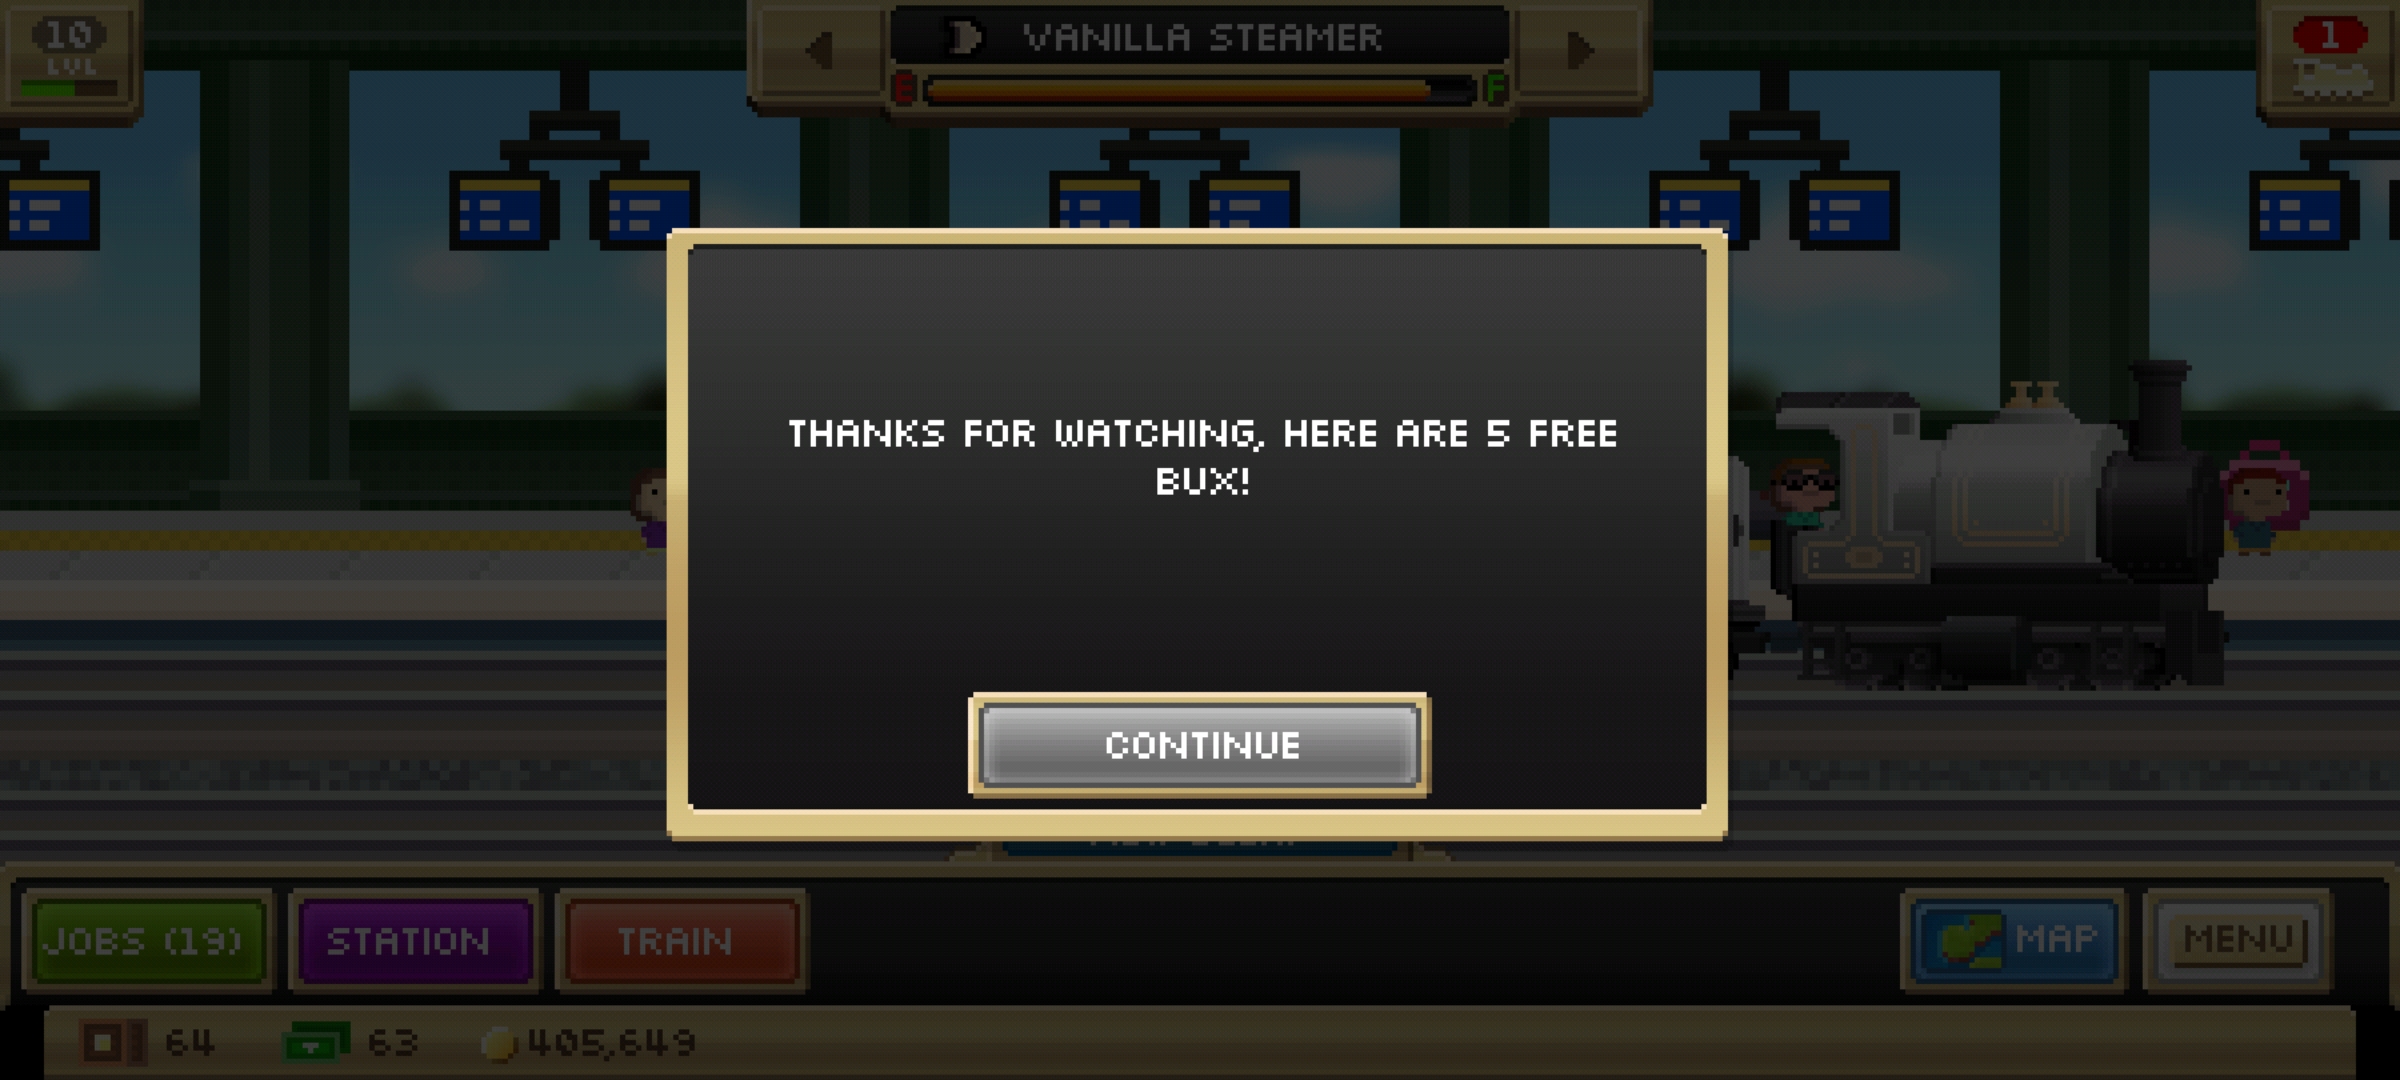 10
LVL
VANILLA STEAMER
E
F
1
THANKS FOR WATCHING, HERE ARE 5 FREE
BUX!
CONTINUE
JOBS (19)
STATION
TRAIN
MAP
MENU
64
63
405,649